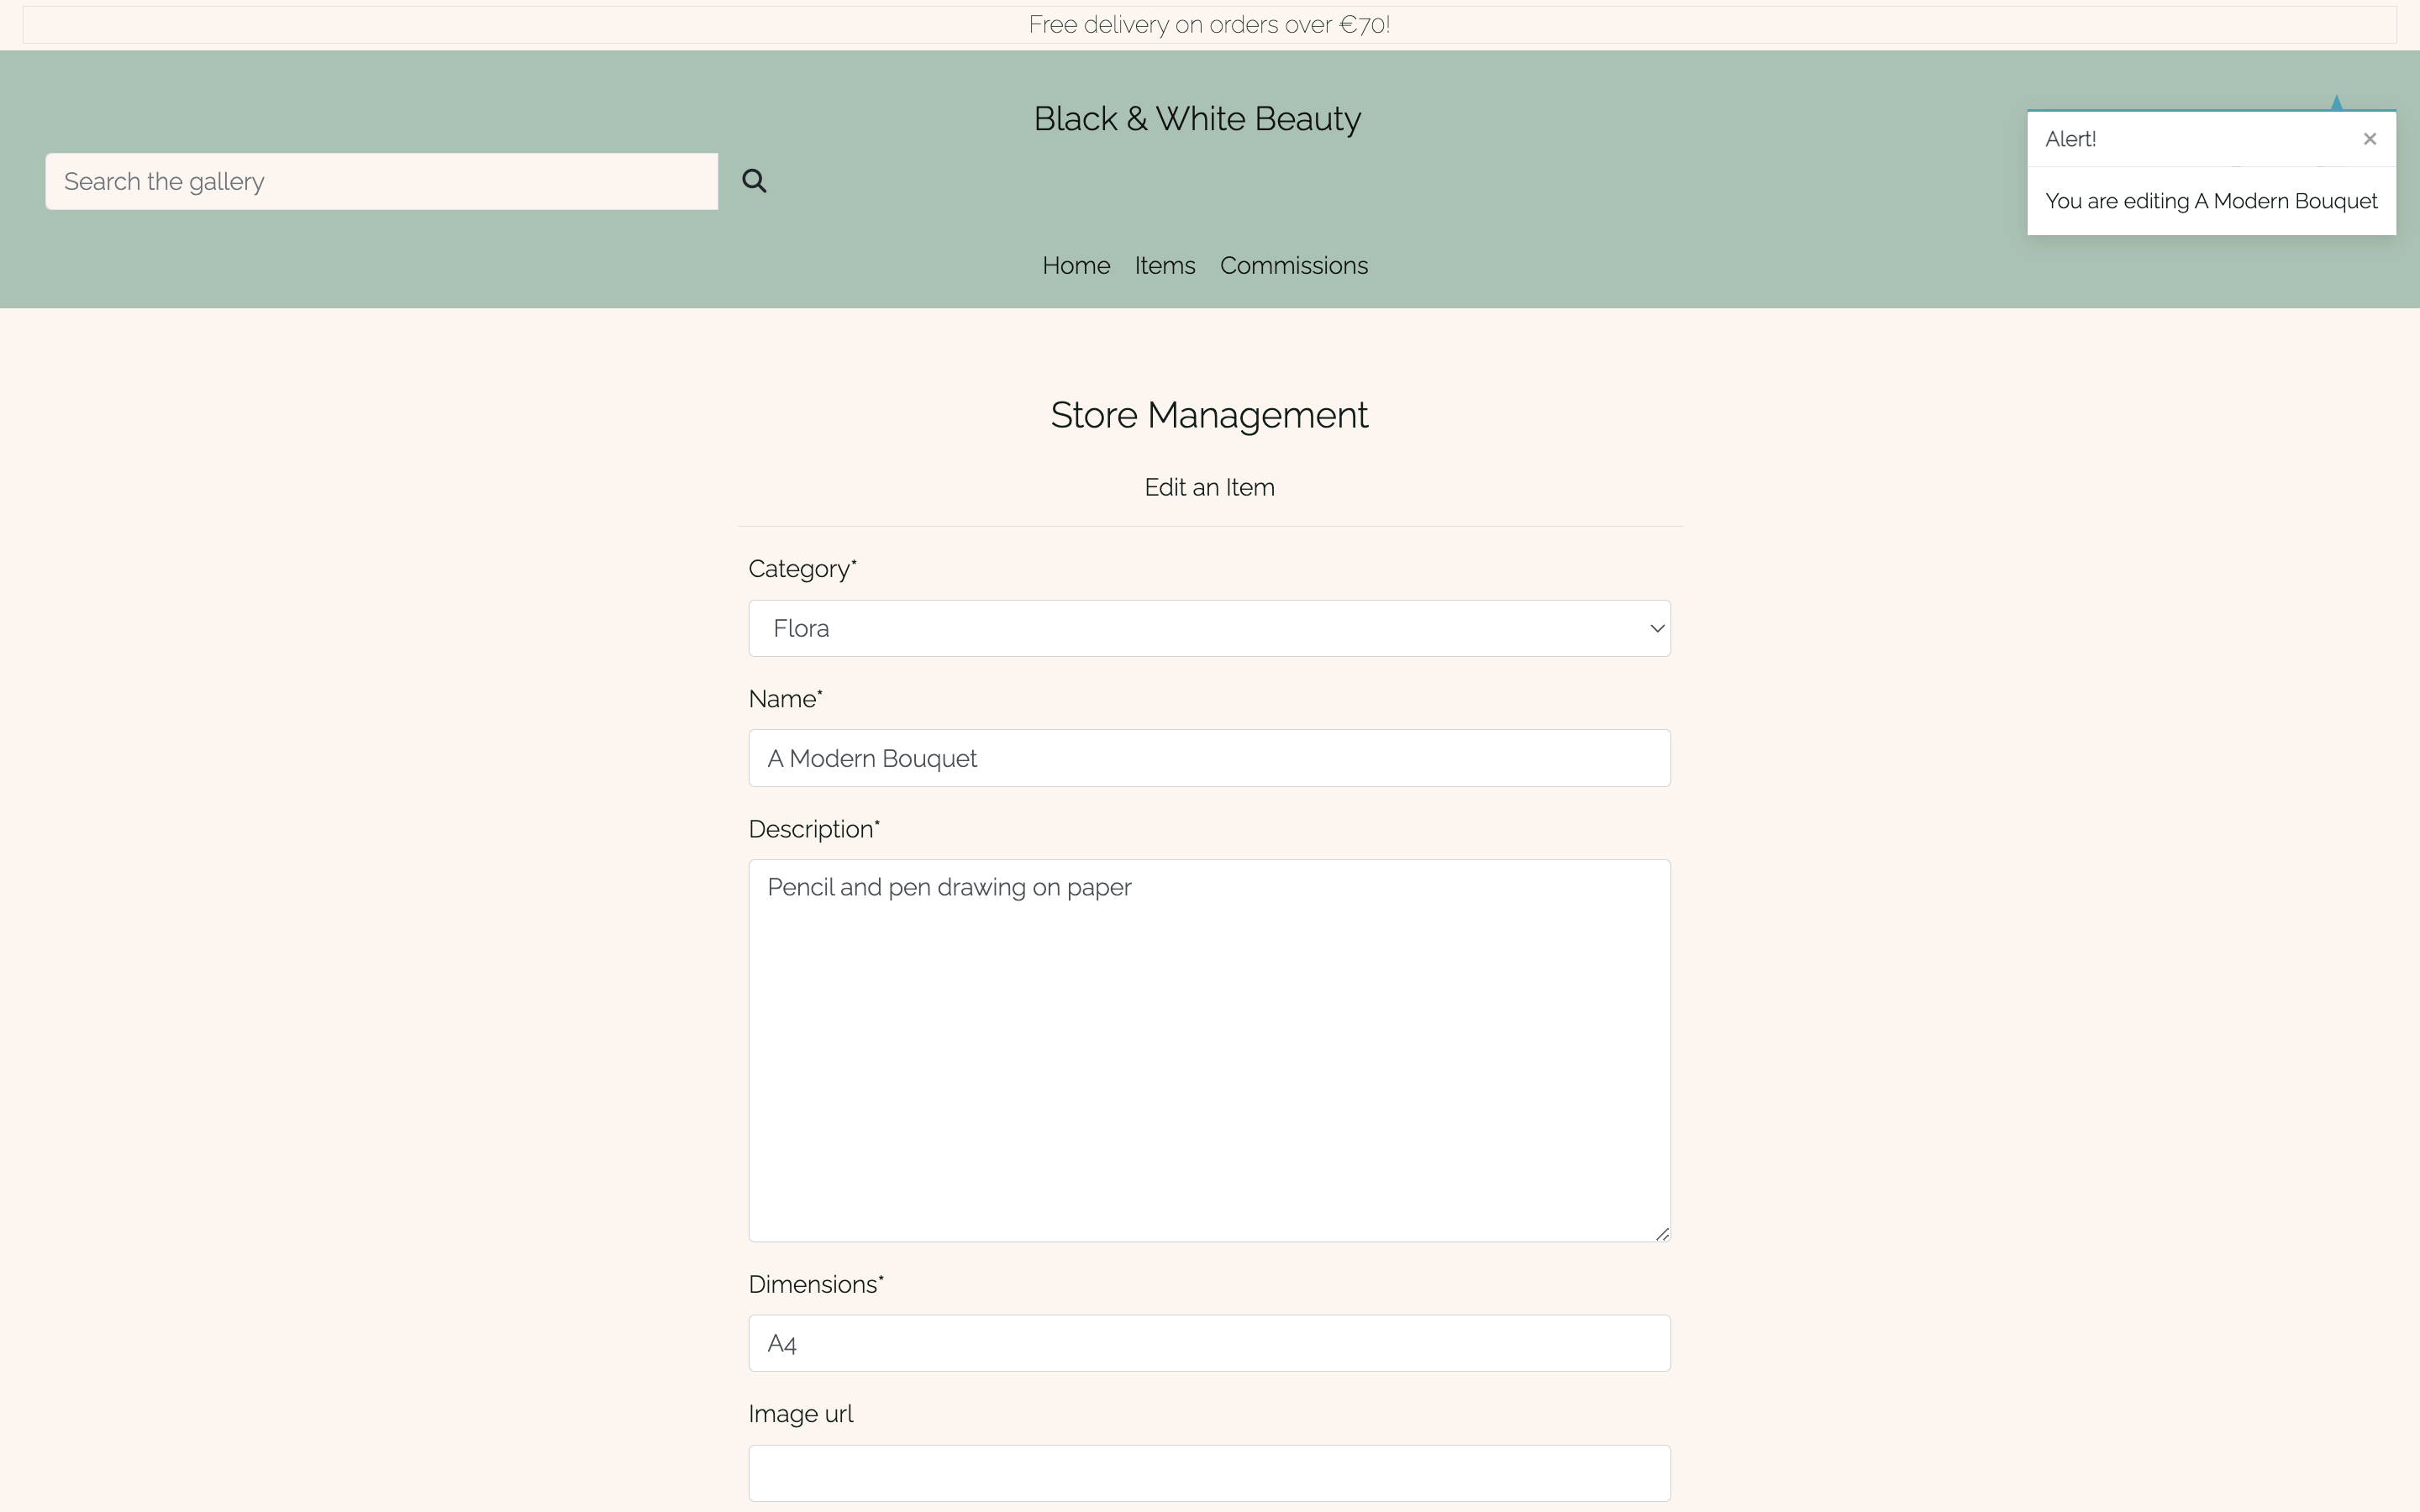 Free delivery on orders over €70!
Black & White Beauty
Search the gallery
Alert!
×
You are editing A Modern Bouquet
Home Items Commissions
Store Management
Edit an Item
Category*
Flora
Name*
A Modern Bouquet
Description*
Pencil and pen drawing on paper
Dimensions*
A4
Image url